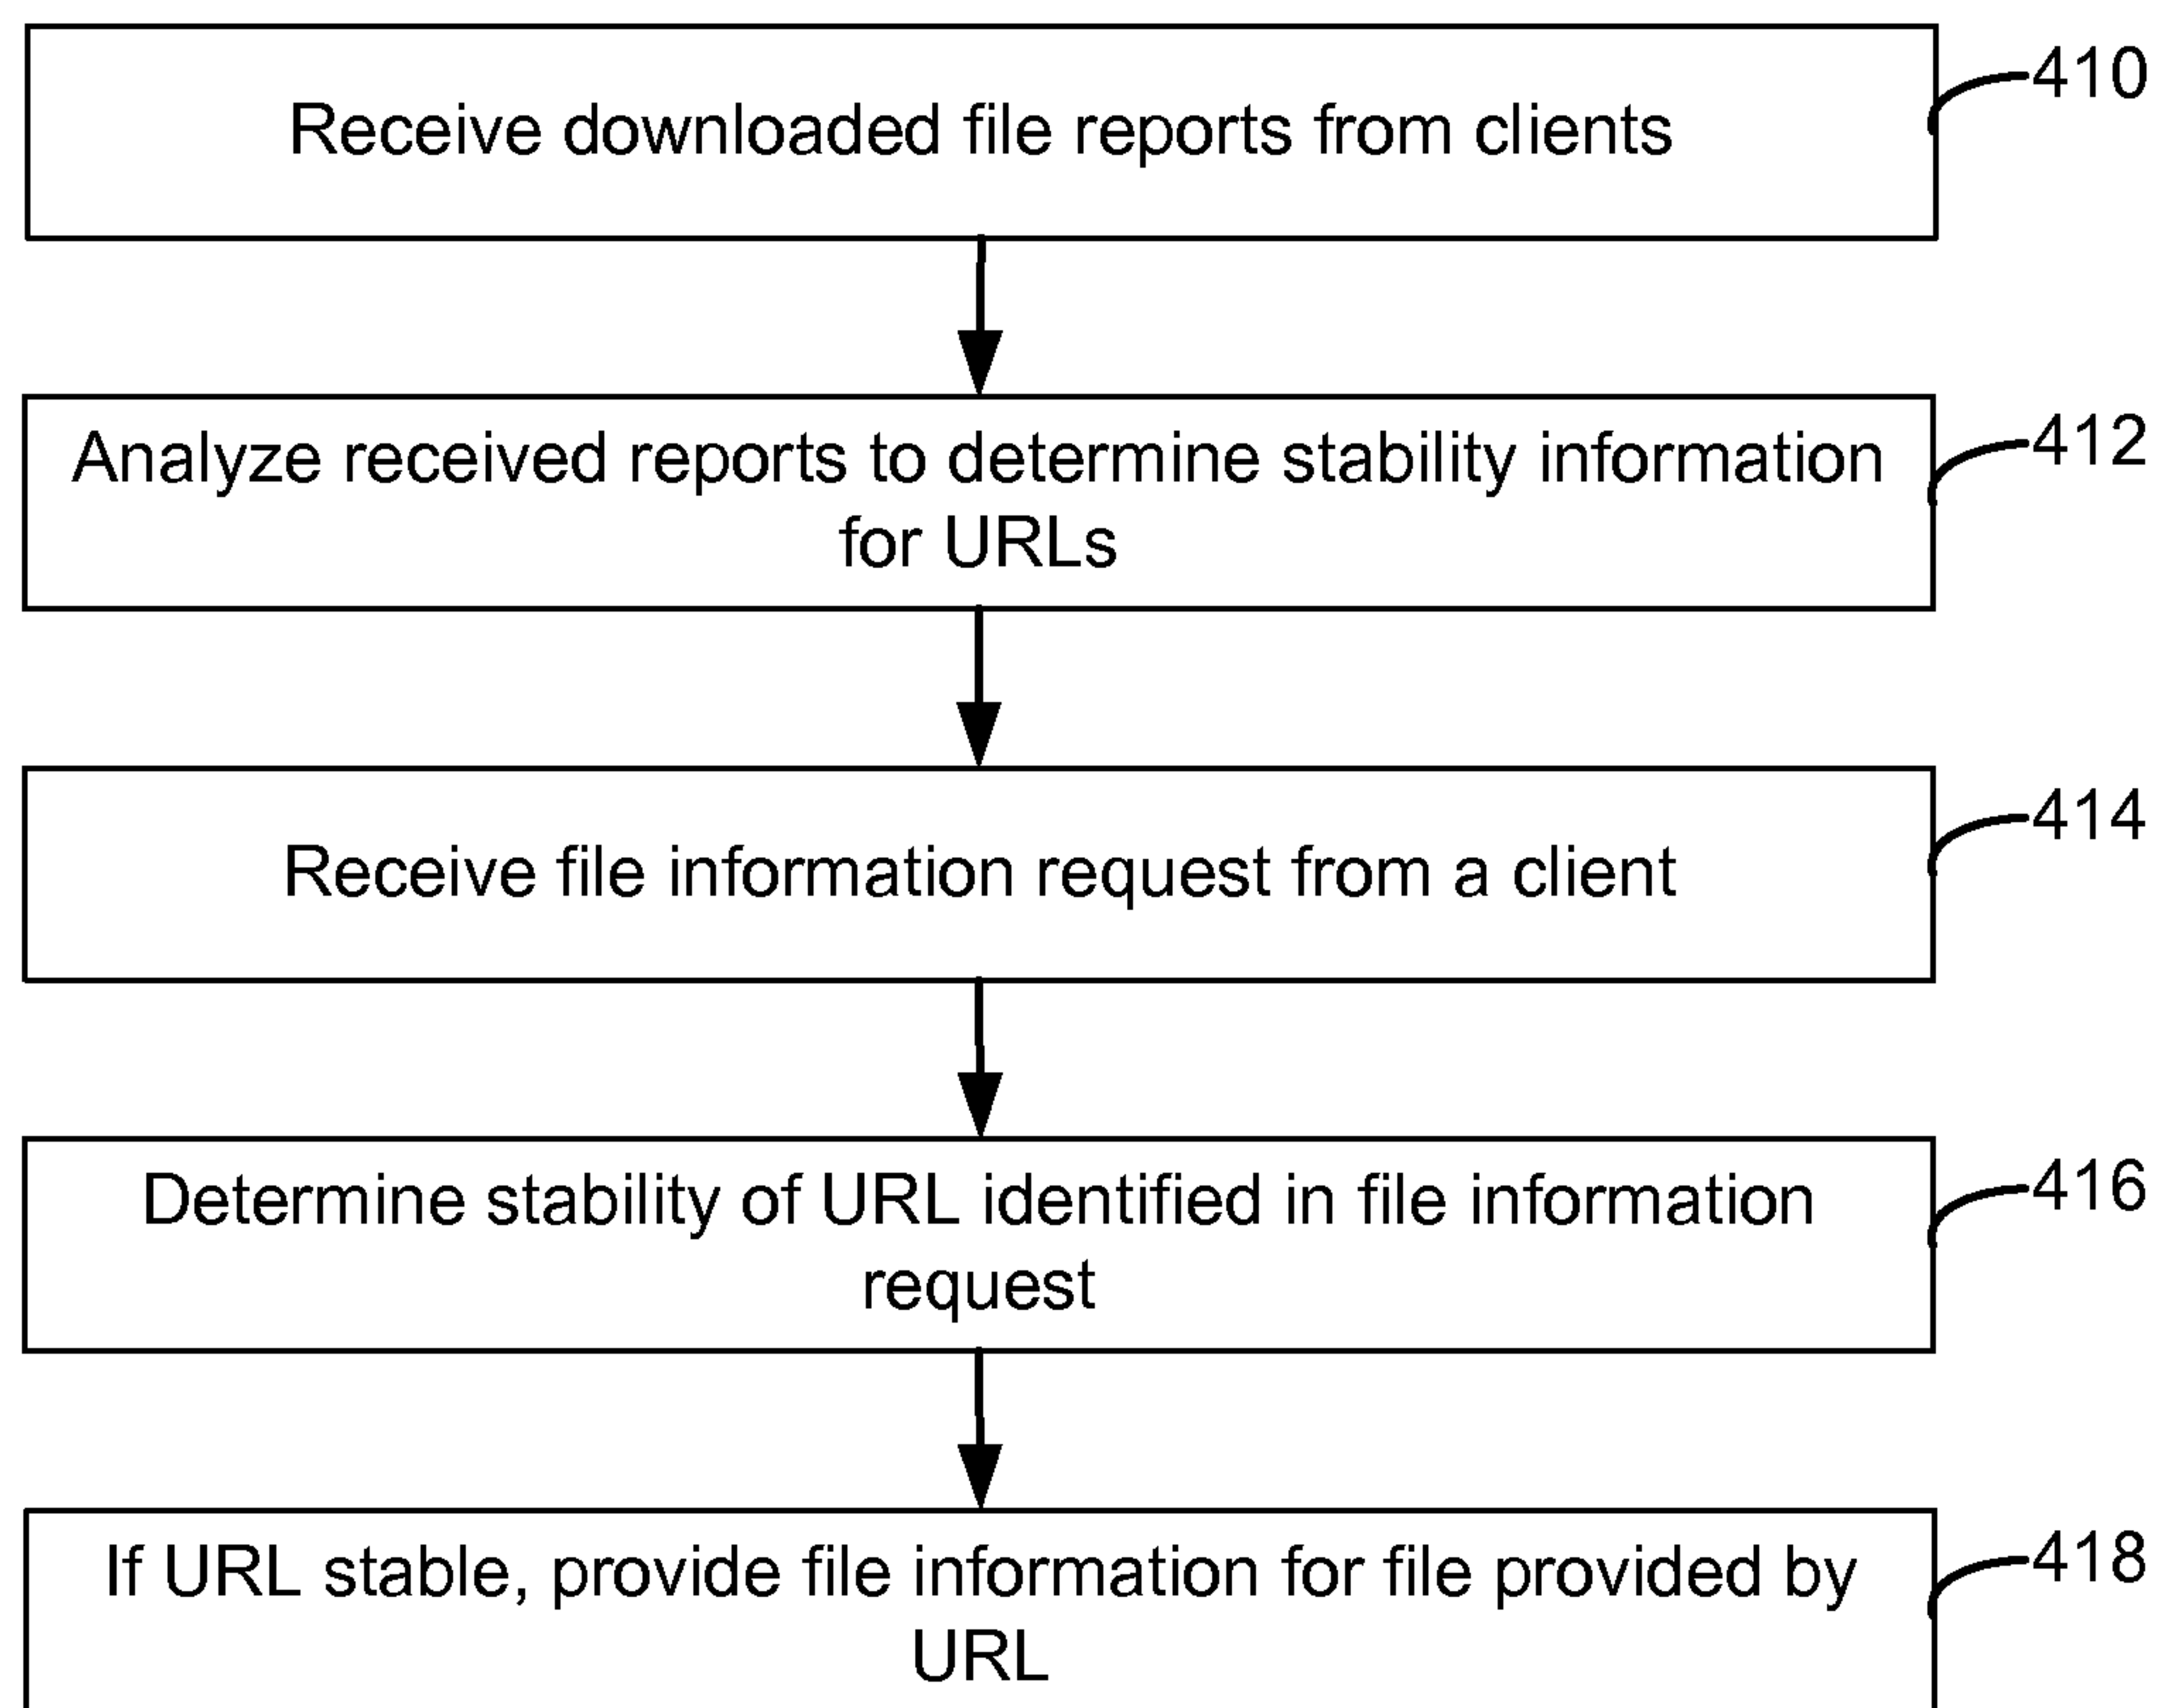 Receive downloaded file reports from clients
410
Analyze received reports to determine stability information
for URLs
412
Receive file information request from a client
414
Determine stability of URL identified in file information
request
416
If URL stable, provide file information for file provided by
URL
418